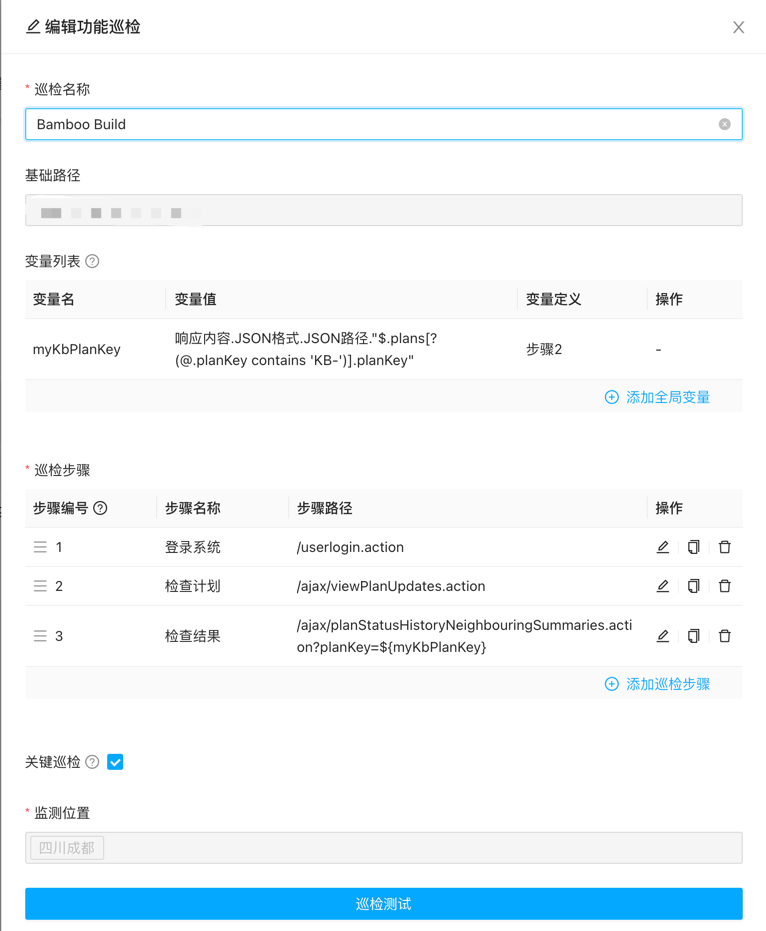 编辑功能巡检
* 巡检名称
Bamboo Build
基础路径
变量列表
变量名 变量值 变量定义 操作
myKbPlanKey 响应内容.JSON格式.JSON路径."$.plans[?
(@.planKey contains 'KB-')].planKey" 步骤2 -
添加全局变量
* 巡检步骤
步骤编号 步骤名称 步骤路径 操作
1 登录系统 /userlogin.action
2 检查计划 /ajax/viewPlanUpdates.action
3 检查结果 /ajax/planStatusHistoryNeighbouringSummaries.acti
on?planKey=${myKbPlanKey}
添加巡检步骤
关键巡检
* 监测位置
四川成都
巡检测试